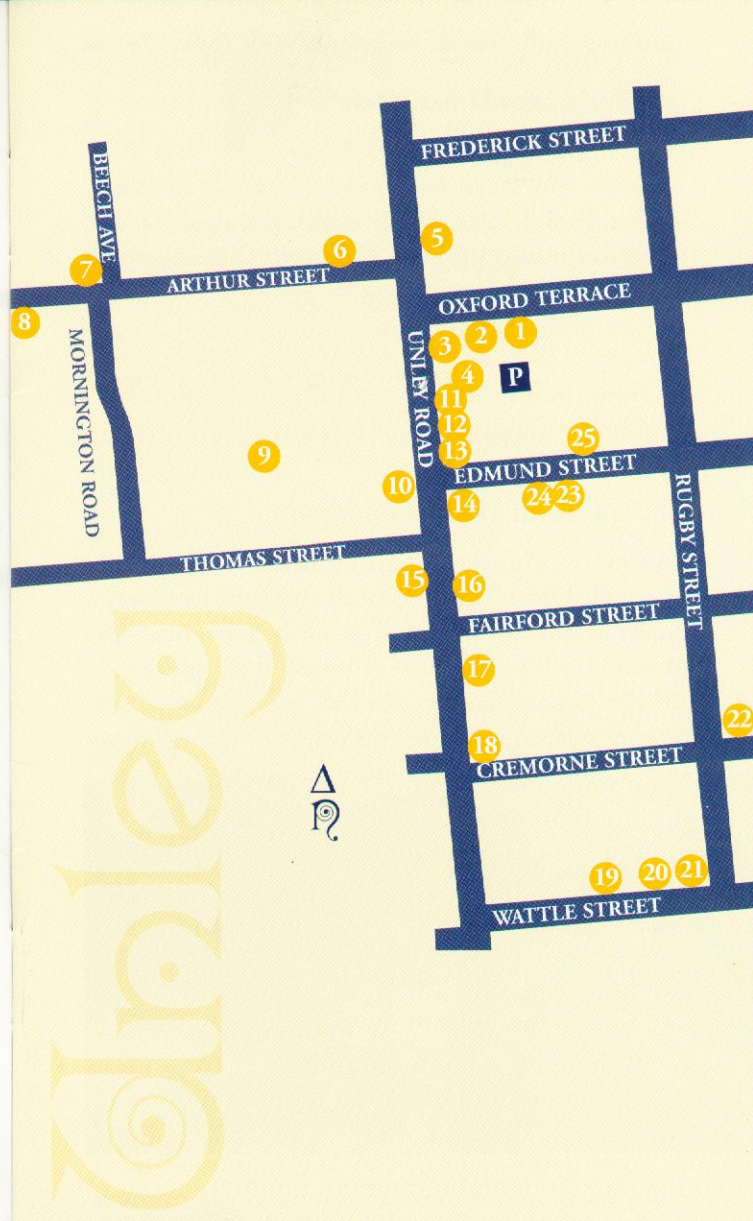 FREDERICK STREET
BEECH AVE
5
6
7
ARTHUR STREET
OXFORD TERRACE
8
MORNINGTON ROAD
UNLEY ROAD
1
2
3
4
P
11
12
13
25
9
10
EDMUND STREET
14
24
23
RUGBY STREET
THOMAS STREET
15
16
FAIRFORD STREET
17
22
18
CREMORNE STREET
n
19
20
21
WATTLE STREET
Unley